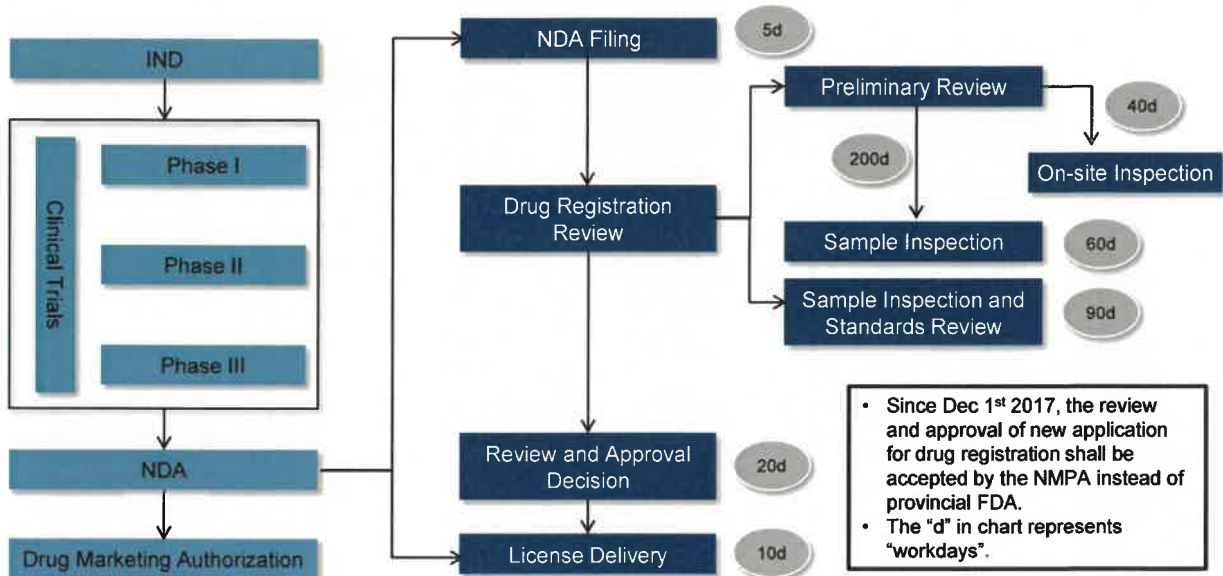 IND
Clinical Trials
Phase I
Phase II
Phase III
NDA
Drug Marketing Authorization
NDA Filing
5d
Drug Registration
Review
Review and Approval
Decision
20d
License Delivery
10d
Preliminary Review
40d
200d
On-site Inspection
Sample Inspection
60d
Sample Inspection and
Standards Review
90d
• Since Dec 1st 2017, the review
and approval of new application
for drug registration shall be
accepted by the NMPA instead of
provincial FDA.
• The “d” in chart represents
“workdays”.